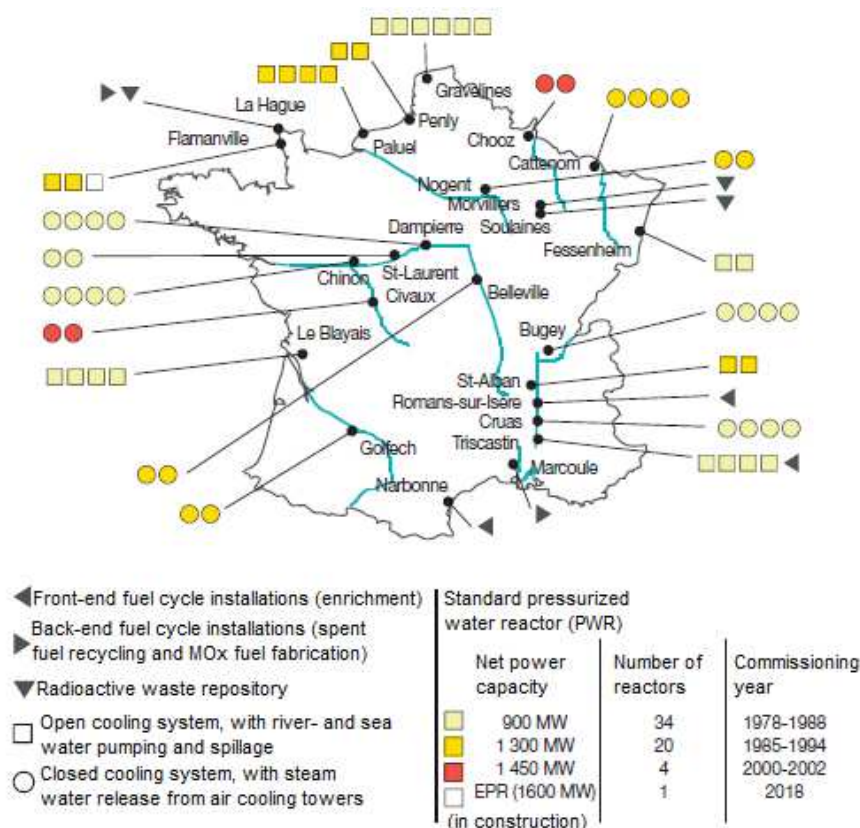 Gravelines
Penly
La Hague
Flamanville
Paluel
Chooz
Cattenom
Nogent
Morvilliers
Soulaines
Dampierre
Fessenheim
St-Laurent
Chinon
Civaux
Belleville
Le Blayais
Bugey
St-Alban
Romans-sur-Isère
Cruas
Triscastin
Golfech
Marcoule
Narbonne
Front-end fuel cycle installations (enrichment)
Back-end fuel cycle installations (spent
fuel recycling and MOx fuel fabrication)
Radioactive waste repository
Open cooling system, with river- and sea
water pumping and spillage
Closed cooling system, with steam
water release from air cooling towers
Standard pressurized
water reactor (PWR)
Net power
capacity
Number of
reactors
Commissioning
year
900 MW 34 1978-1988
1 300 MW 20 1985-1994
1 450 MW 4 2000-2002
EPR (1600 MW) 1 2018
(in construction)